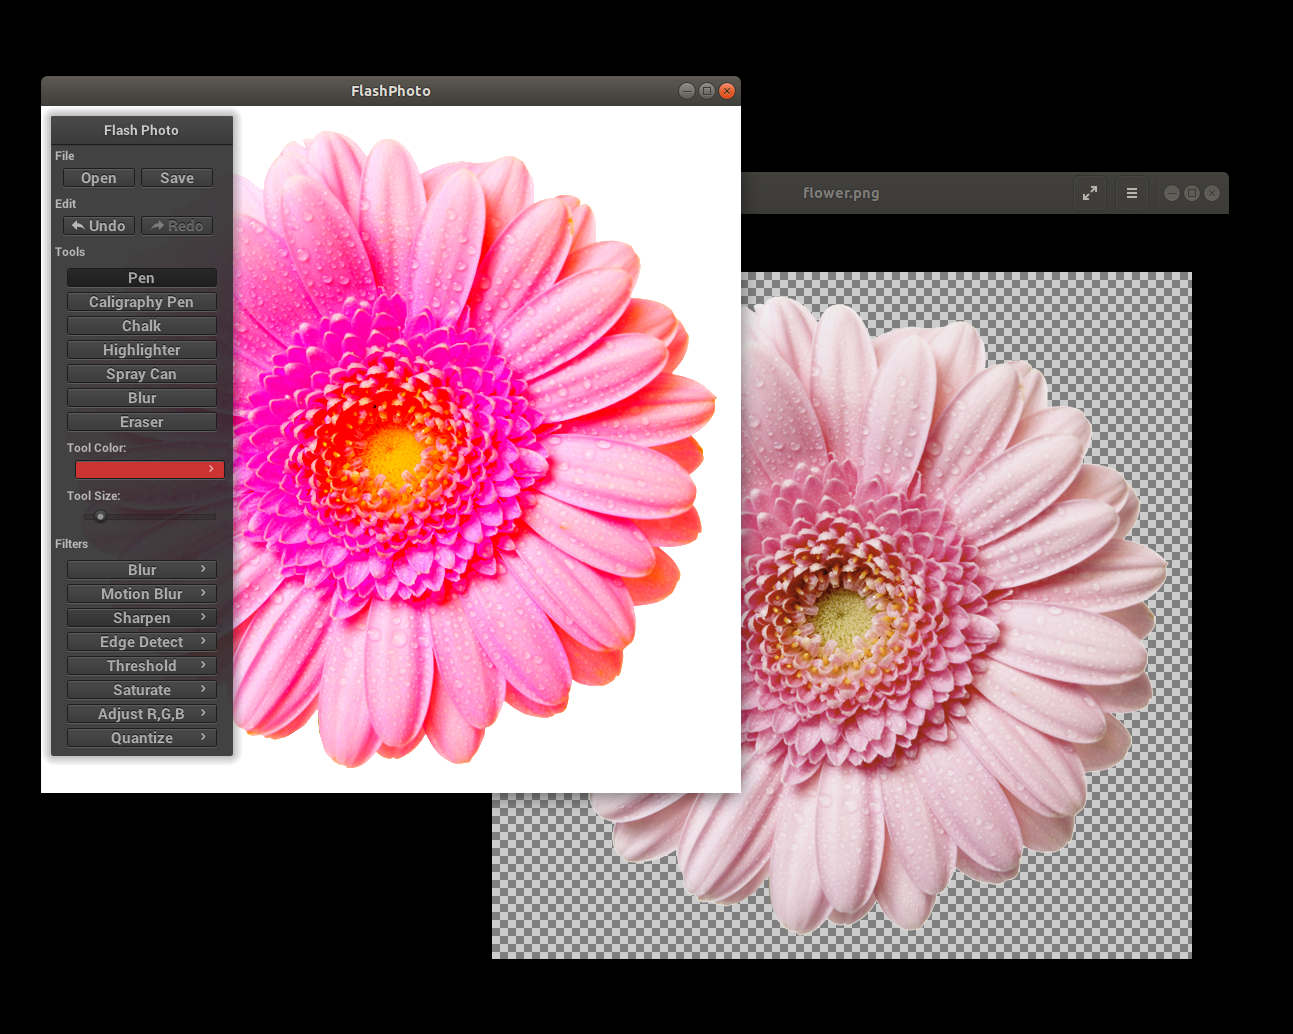 FlashPhoto
Flash Photo
File
Open Save
Edit
Undo Redo
Tools
Pen
Caligraphy Pen
Chalk
Highlighter
Spray Can
Blur
Eraser
Tool Color:
Tool Size:
Filters
Blur
Motion Blur
Sharpen
Edge Detect
Threshold
Saturate
Adjust R,G,B
Quantize
flower.png